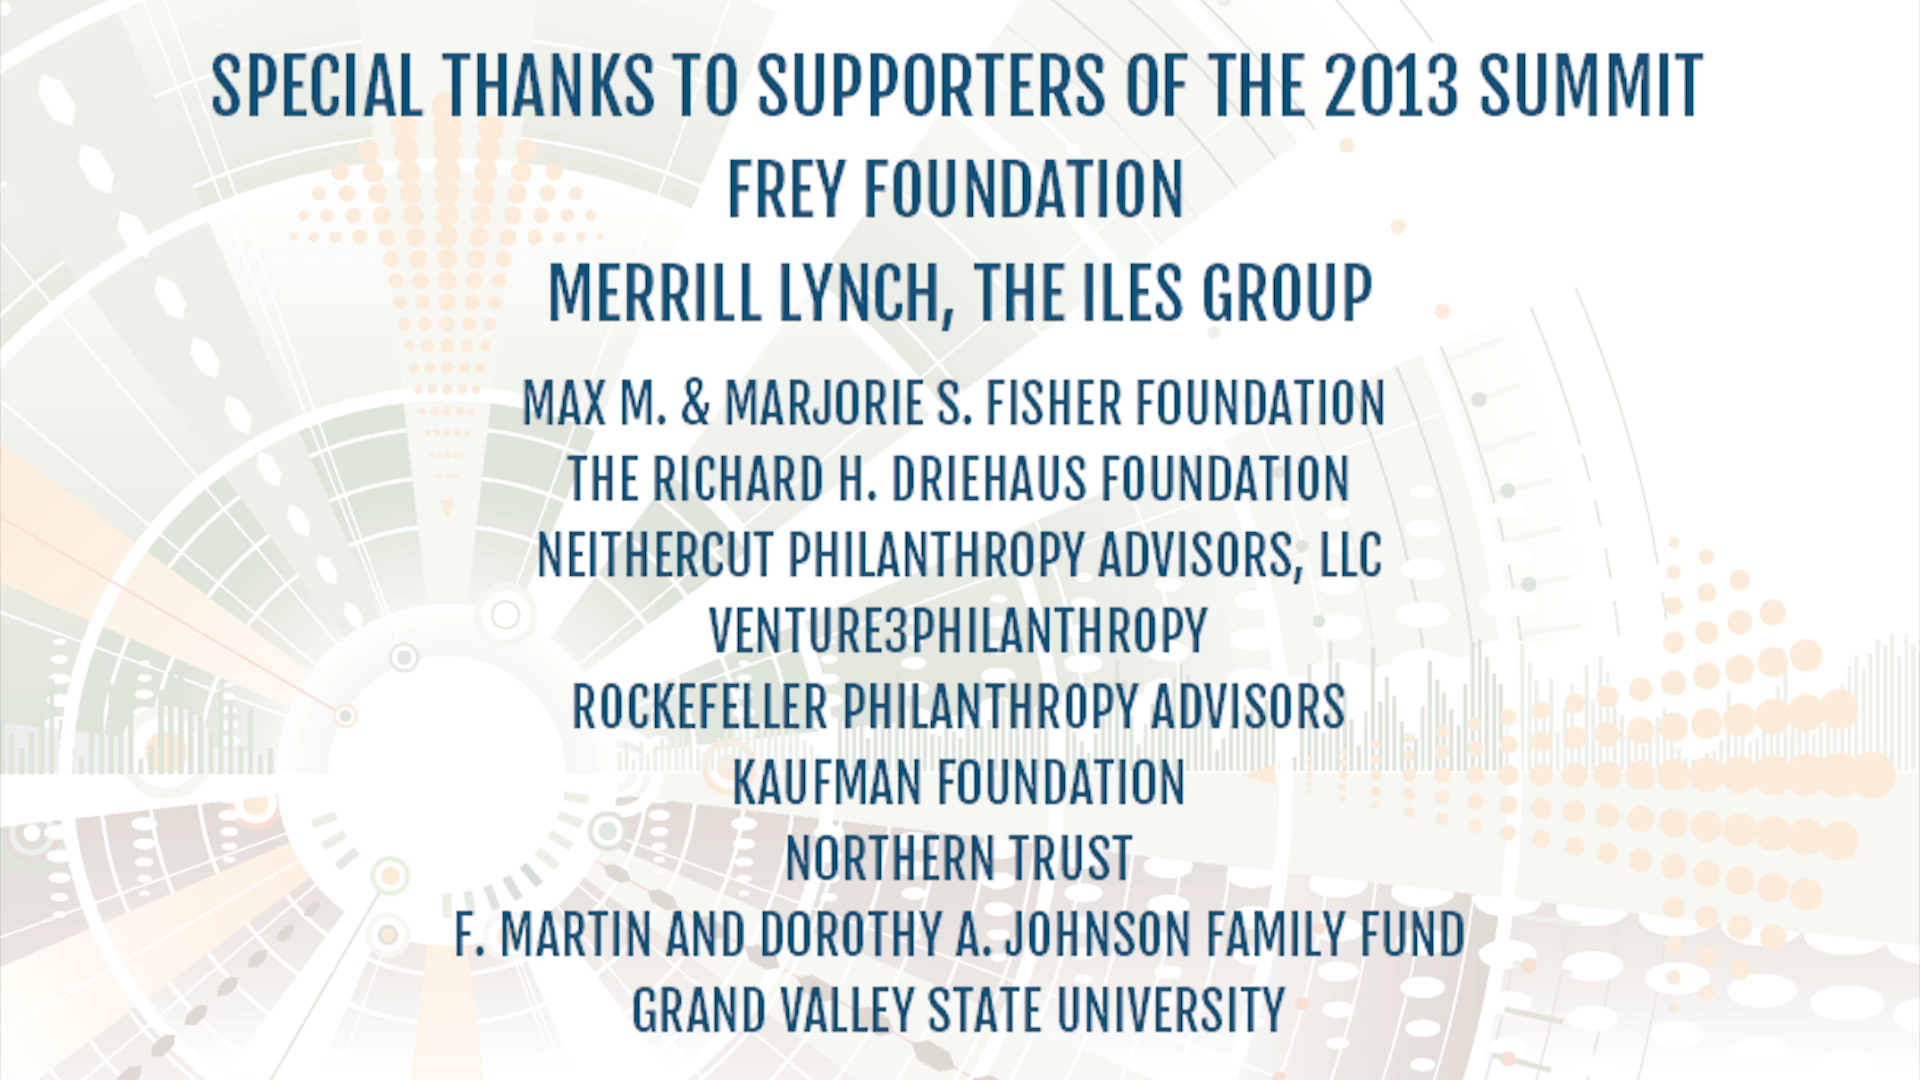 SPECIAL THANKS TO SUPPORTERS OF THE 2013 SUMMIT
FREY FOUNDATION
MERRILL LYNCH, THE ILES GROUP
MAX M. & MARJORIE S. FISHER FOUNDATION
THE RICHARD H. DRIEHAUS FOUNDATION
NEITHERCUT PHILANTHROPY ADVISORS, LLC
VENTURE3PHILANTHROPY
ROCKEFELLER PHILANTHROPY ADVISORS
KAUFMAN FOUNDATION
NORTHERN TRUST
F. MARTIN AND DOROTHY A. JOHNSON FAMILY FUND
GRAND VALLEY STATE UNIVERSITY